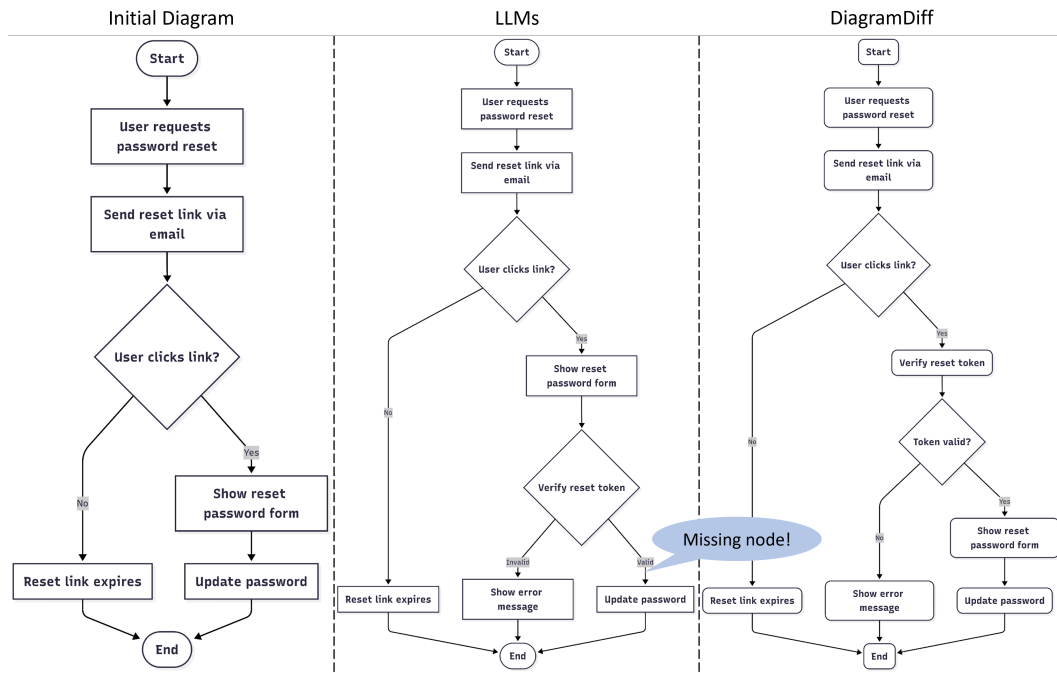 Initial Diagram
Start
User requests
password reset
Send reset link via
email
User clicks link?
Yes
No
Show reset
password form
Reset link expires
Update password
End
LLMs
Start
User requests
password reset
Send reset link via
email
User clicks link?
Yes
Show reset
password form
No
Verify reset token
Invalid
Valid
Missing node!
Reset link expires
Show error
message
Update password
End
DiagramDiff
Start
User requests
password reset
Send reset link via
email
User clicks link?
Yes
Verify reset token
No
Token valid?
Yes
No
Show reset
password form
Reset link expires
Show error
message
Update password
End